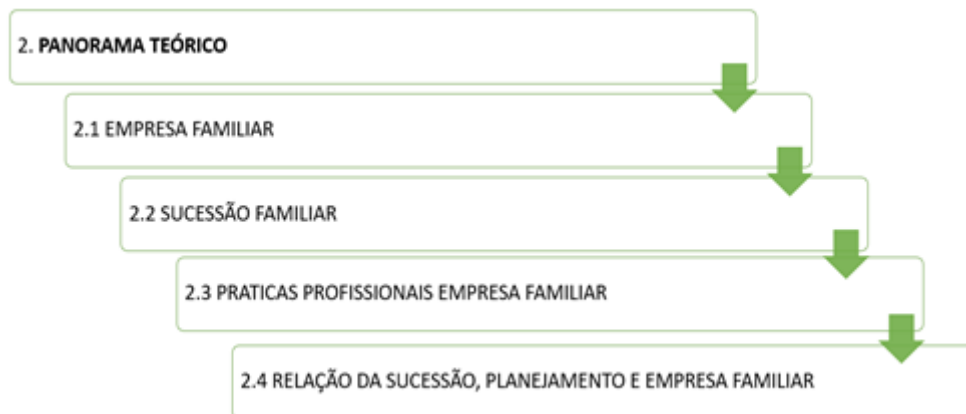 2. PANORAMA TEÓRICO
2.1 EMPRESA FAMILIAR
2.2 SUCESSÃO FAMILIAR
2.3 PRATICAS PROFISSIONAIS EMPRESA FAMILIAR
2.4 RELAÇÃO DA SUCESSÃO, PLANEJAMENTO E EMPRESA FAMILIAR